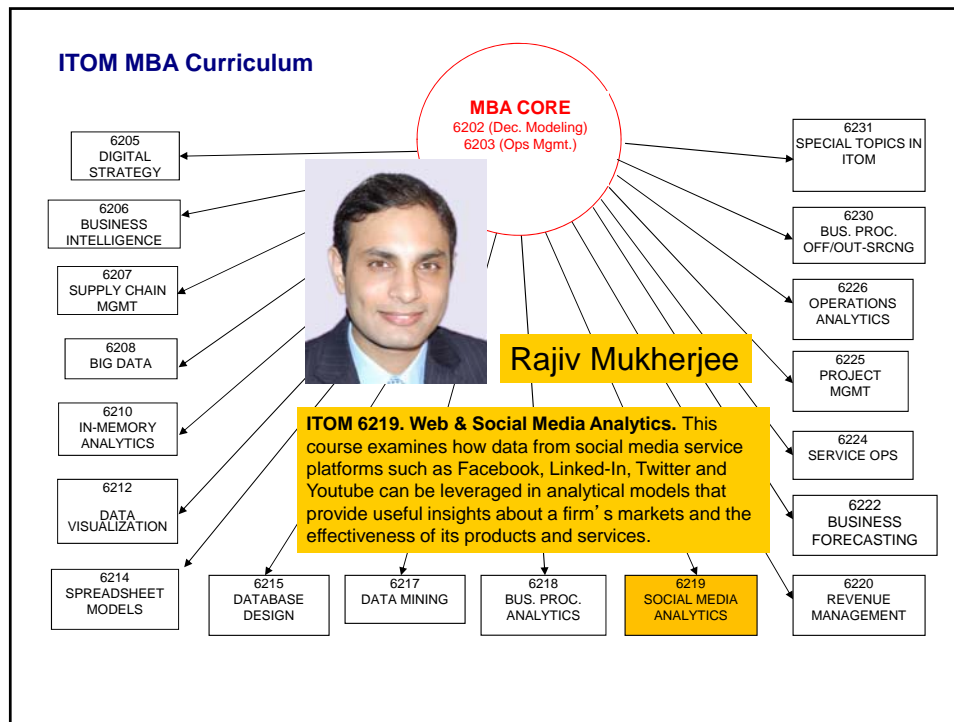 ITOM MBA Curriculum
MBA CORE
6202 (Dec. Modeling)
6203 (Ops Mgmt.)
6205
DIGITAL
STRATEGY
6206
BUSINESS
INTELLIGENCE
6207
SUPPLY CHAIN
MGMT
6208
BIG DATA
6210
IN-MEMORY
ANALYTICS
6212
DATA
VISUALIZATION
6214
SPREADSHEET
MODELS
6215
DATABASE
DESIGN
6217
DATA MINING
6218
BUS. PROC.
ANALYTICS
6219
SOCIAL MEDIA
ANALYTICS
6220
REVENUE
MANAGEMENT
6222
BUSINESS
FORECASTING
6224
SERVICE OPS
6225
PROJECT
MGMT
6226
OPERATIONS
ANALYTICS
6230
BUS. PROC.
OFF/OUT-SRCNG
6231
SPECIAL TOPICS IN
ITOM
Rajiv Mukherjee
ITOM 6219. Web & Social Media Analytics. This
course examines how data from social media service
platforms such as Facebook, Linked-In, Twitter and
Youtube can be leveraged in analytical models that
provide useful insights about a firm's markets and the
effectiveness of its products and services.